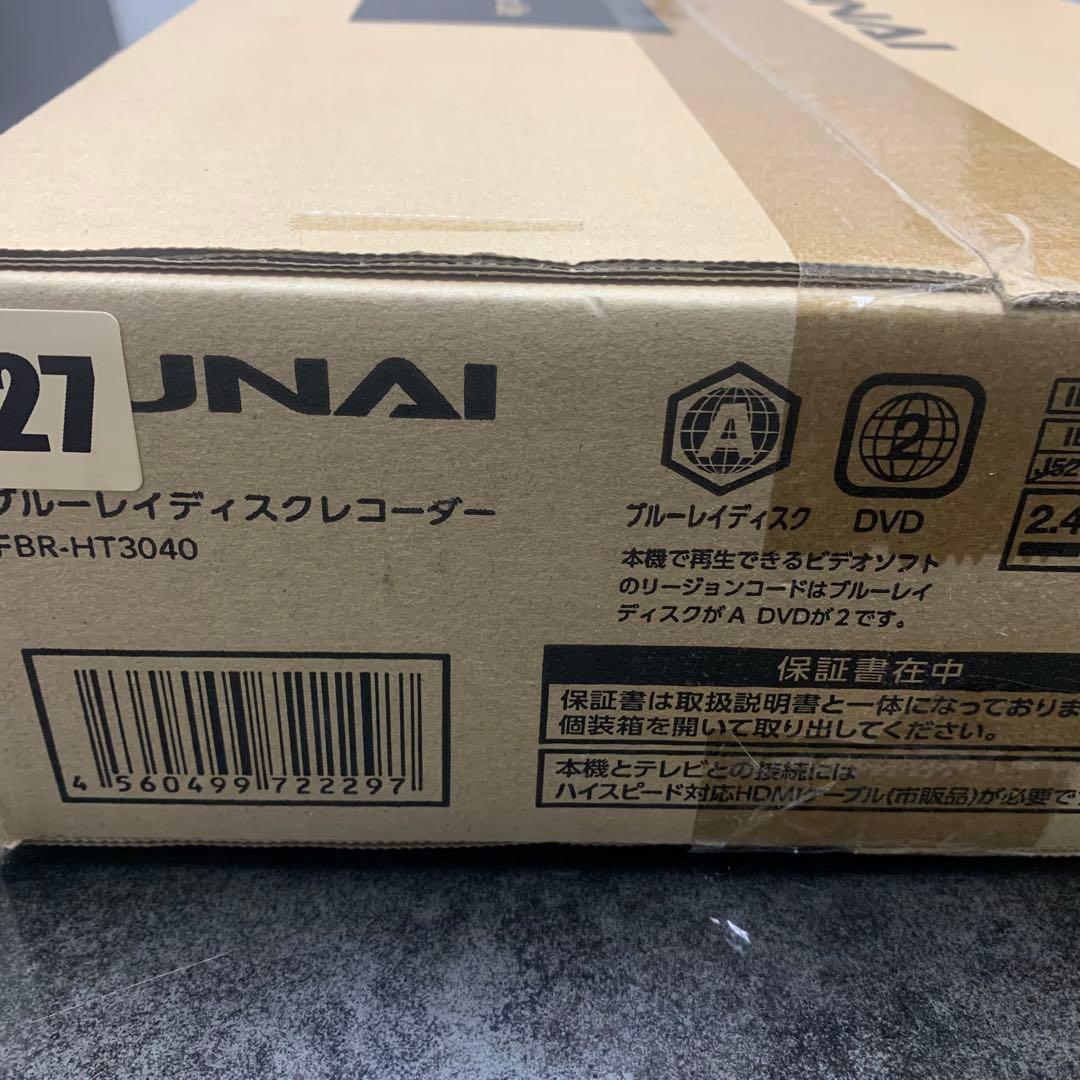 UNAI
27
UNAI
ブルーレイディスクレコーダー
FBR-HT3040
A
2
ブルーレイディスク DVD
本機で再生できるビデオソフト
のリージョンコードはブルーレイ
ディスクがA DVDが2です。
J52
2.4
4 560499 722297
保証書在中
保証書は取扱説明書と一体になっておりま
個装箱を開いて取り出してください。
本機とテレビとの接続には
ハイスピード対応HDMIケーブル(市販品)が必要で